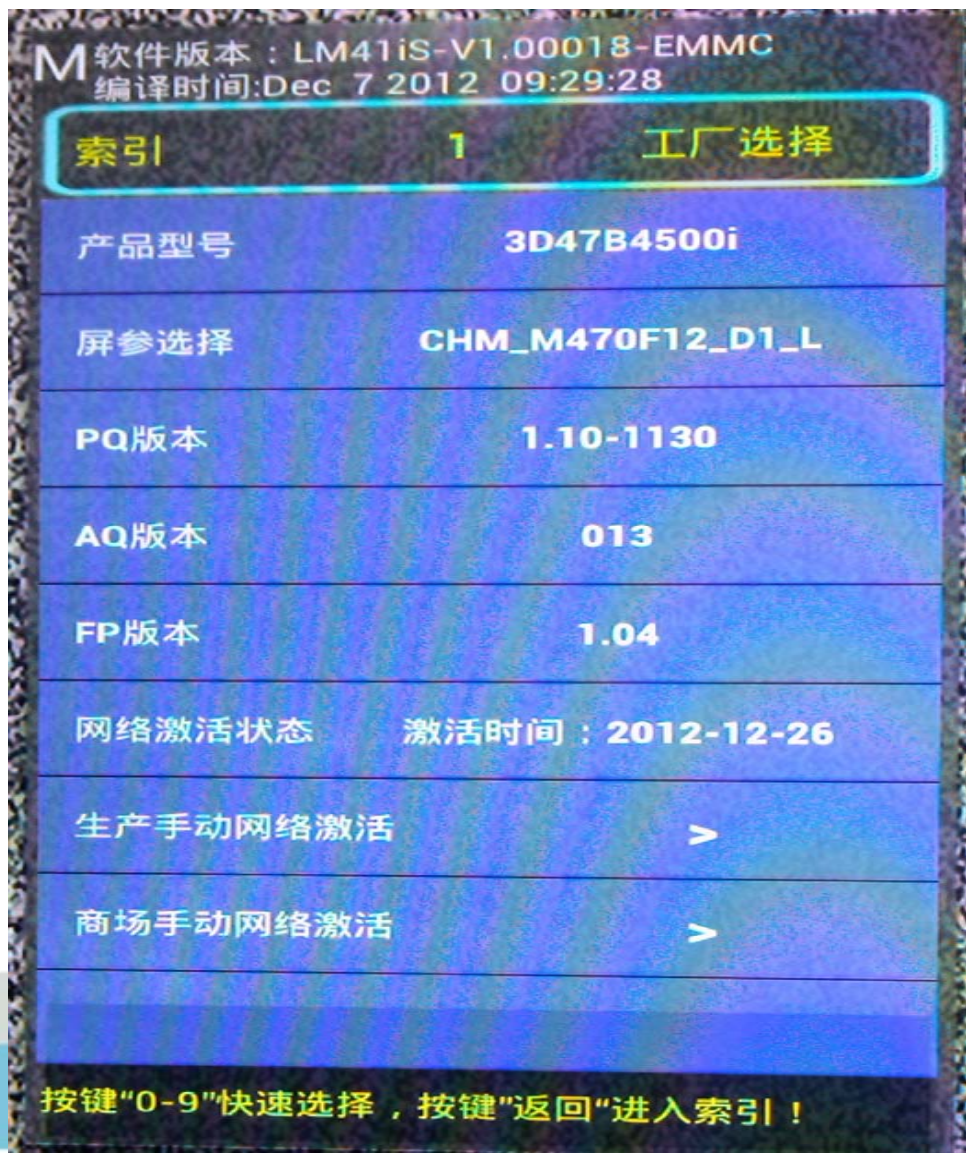 M 软件版本：LM41iS-V1.00018-EMMC
编译时间:Dec 7 2012 09:29:28
索引 1 工厂选择
产品型号 3D47B4500i
屏参选择 CHM_M470F12_D1_L
PQ版本 1.10-1130
AQ版本 013
FP版本 1.04
网络激活状态 激活时间：2012-12-26
生产手动网络激活 >
商场手动网络激活 >
按键“0-9”快速选择，按键”返回“进入索引！